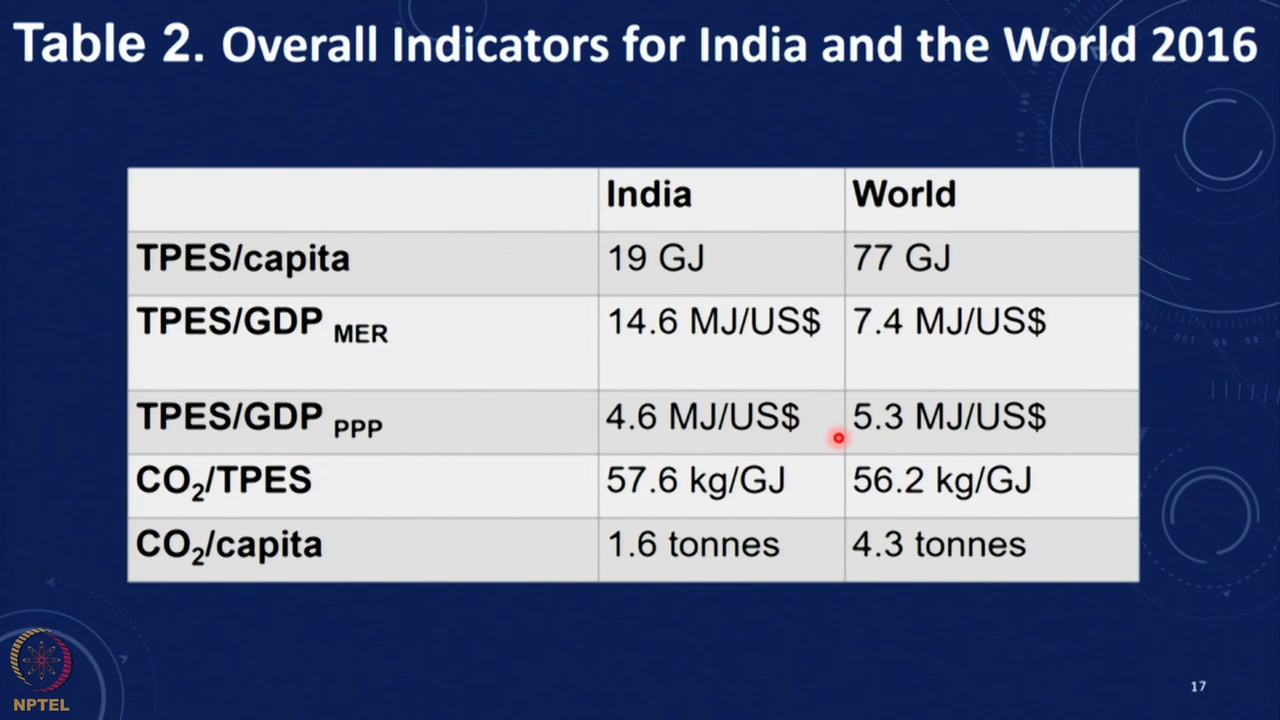 Table 2. Overall Indicators for India and the World 2016
India World
TPES/capita 19 GJ 77 GJ
TPES/GDP MER 14.6 MJ/US$ 7.4 MJ/US$
TPES/GDP PPP 4.6 MJ/US$ 5.3 MJ/US$
CO2/TPES 57.6 kg/GJ 56.2 kg/GJ
CO2/capita 1.6 tonnes 4.3 tonnes
17
NPTEL